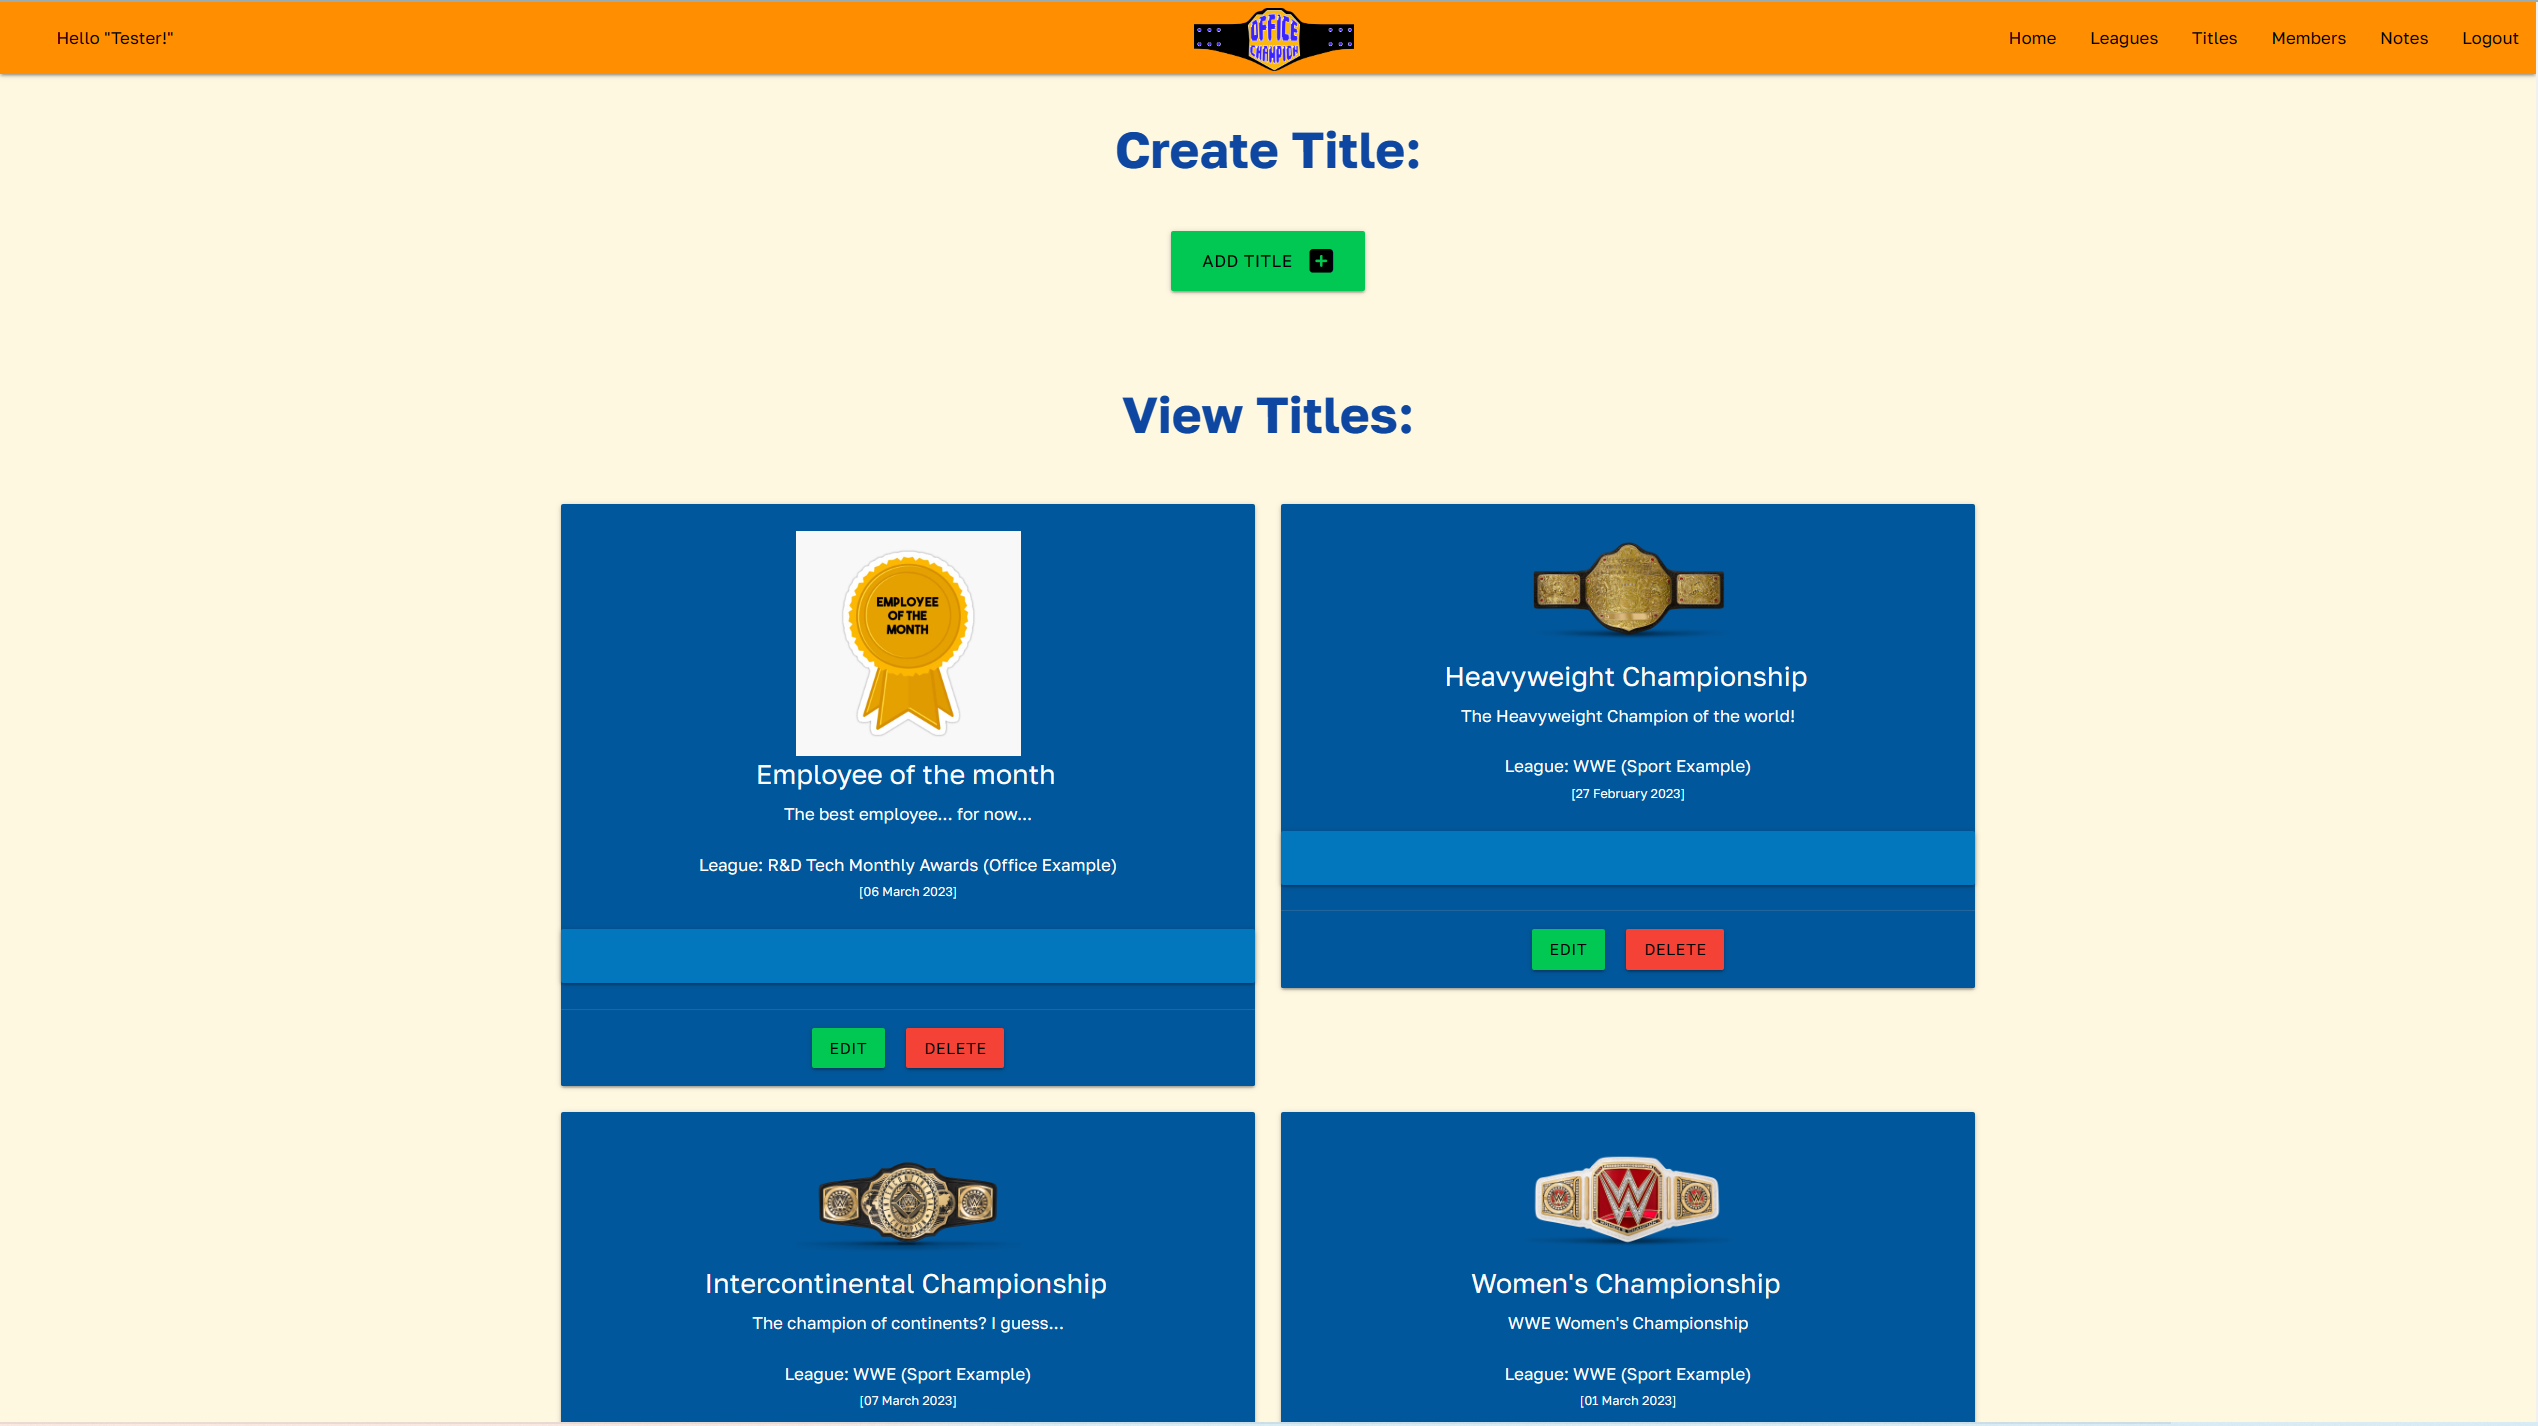 Hello "Tester!"
OFFICE
CHAMPION
Home Leagues Titles Members Notes Logout
Create Title:
ADD TITLE
View Titles:
EMPLOYEE
OF THE
MONTH
Employee of the month
The best employee... for now...
League: R&D Tech Monthly Awards (Office Example)
[06 March 2023]
EDIT DELETE
Heavyweight Championship
The Heavyweight Champion of the world!
League: WWE (Sport Example)
[27 February 2023]
EDIT DELETE
Intercontinental Championship
The champion of continents? I guess...
League: WWE (Sport Example)
[07 March 2023]
Women's Championship
WWE Women's Championship
League: WWE (Sport Example)
[01 March 2023]